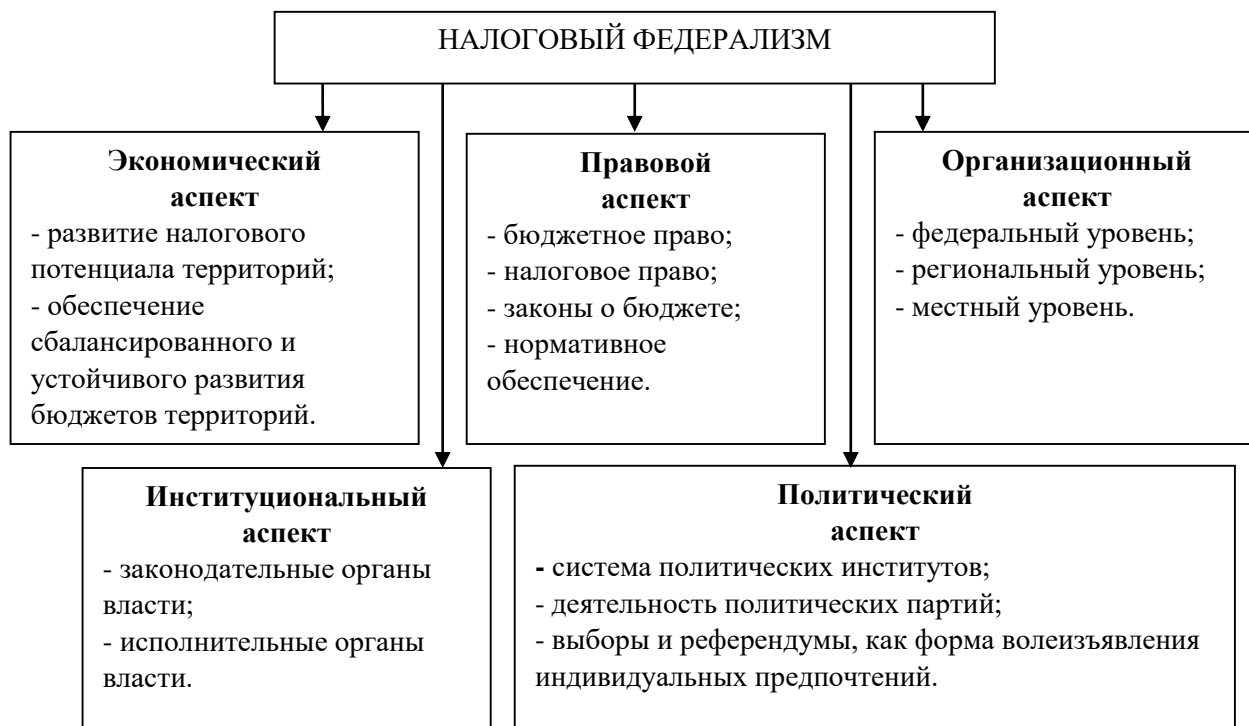 НАЛОГОВЫЙ ФЕДЕРАЛИЗМ
Экономический
аспект
- развитие налогового
потенциала территорий;
- обеспечение
сбалансированного и
устойчивого развития
бюджетов территорий.
Правовой
аспект
- бюджетное право;
- налоговое право;
- законы о бюджете;
- нормативное
обеспечение.
Организационный
аспект
- федеральный уровень;
- региональный уровень;
- местный уровень.
Институциональный
аспект
- законодательные органы
власти;
- исполнительные органы
власти.
Политический
аспект
- система политических институтов;
- деятельность политических партий;
- выборы и референдумы, как форма волеизъявления
индивидуальных предпочтений.